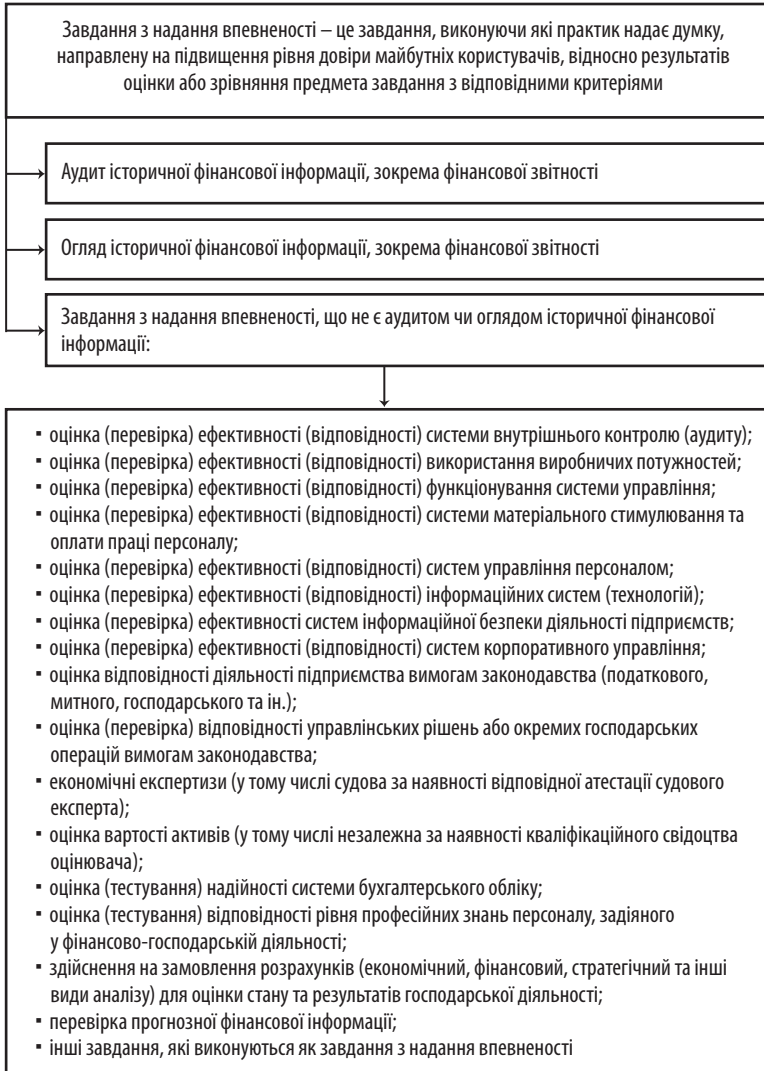 Завдання з надання впевненості – це завдання, виконуючи які практик надає думку,
направлену на підвищення рівня довіри майбутніх користувачів, відносно результатів
оцінки або зрівняння предмета завдання з відповідними критеріями
Аудит історичної фінансової інформації, зокрема фінансової звітності
Огляд історичної фінансової інформації, зокрема фінансової звітності
Завдання з надання впевненості, що не є аудитом чи оглядом історичної фінансової
інформації:
▪ оцінка (перевірка) ефективності (відповідності) системи внутрішнього контролю (аудиту);
▪ оцінка (перевірка) ефективності (відповідності) використання виробничих потужностей;
▪ оцінка (перевірка) ефективності (відповідності) функціонування системи управління;
▪ оцінка (перевірка) ефективності (відповідності) системи матеріального стимулювання та
оплати праці персоналу;
▪ оцінка (перевірка) ефективності (відповідності) систем управління персоналом;
▪ оцінка (перевірка) ефективності (відповідності) інформаційних систем (технологій);
▪ оцінка (перевірка) ефективності систем інформаційної безпеки діяльності підприємств;
▪ оцінка (перевірка) ефективності (відповідності) систем корпоративного управління;
▪ оцінка відповідності діяльності підприємства вимогам законодавства (податкового,
митного, господарського та ін.);
▪ оцінка (перевірка) відповідності управлінських рішень або окремих господарських
операцій вимогам законодавства;
▪ економічні експертизи (у тому числі судова за наявності відповідної атестації судового
експерта);
▪ оцінка вартості активів (у тому числі незалежна за наявності кваліфікаційного свідоцтва
оцінювача);
▪ оцінка (тестування) надійності системи бухгалтерського обліку;
▪ оцінка (тестування) відповідності рівня професійних знань персоналу, задіяного
у фінансово-господарській діяльності;
▪ здійснення на замовлення розрахунків (економічний, фінансовий, стратегічний та інші
види аналізу) для оцінки стану та результатів господарської діяльності;
▪ перевірка прогнозної фінансової інформації;
▪ інші завдання, які виконуються як завдання з надання впевненості